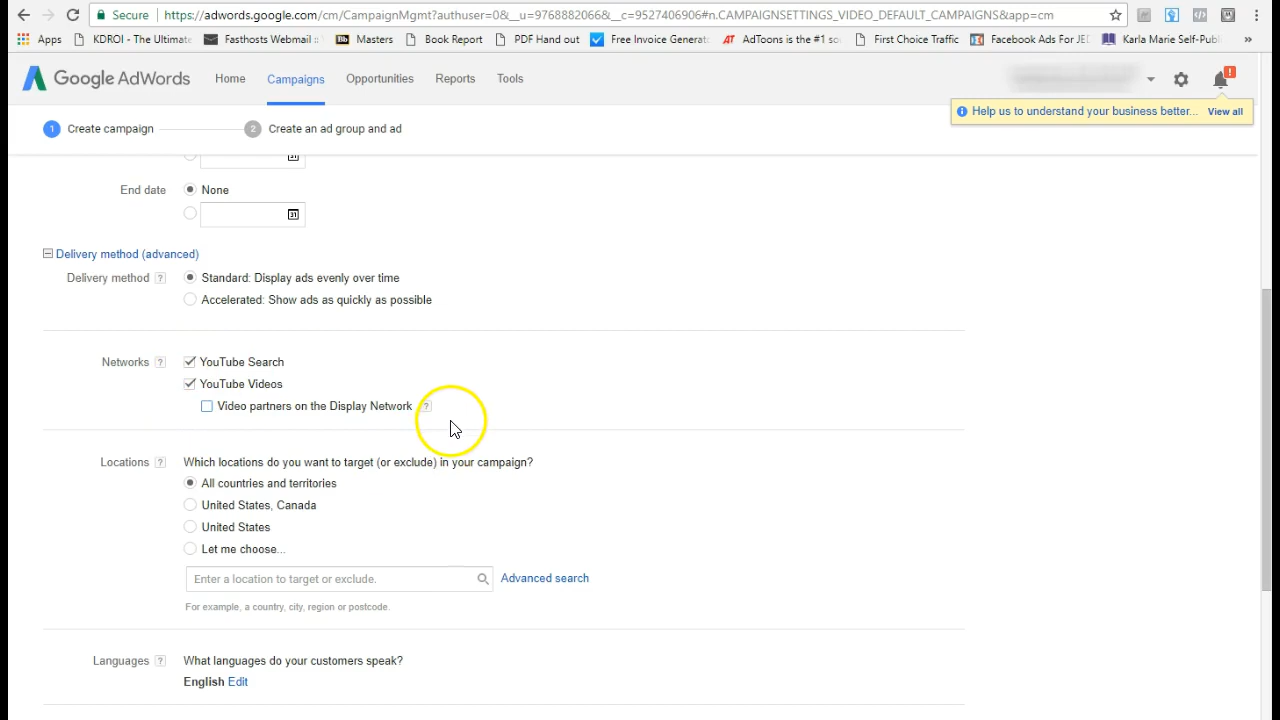 Secure https://adwords.google.com/cm/CampaignMgmt?authuser=0&__u=9768882066&__c=9527406906#n.CAMPAIGNSETTINGS_VIDEO_DEFAULT_CAMPAIGNS&app=cm
Apps KDROI - The Ultimate Fasthosts Webmail :: Bb Masters Book Report PDF Hand out Free Invoice Generato AT AdToons is the #1 so First Choice Traffic Facebook Ads For JED Karla Marie Self-Publ »
Google AdWords Home Campaigns Opportunities Reports Tools !
Help us to understand your business better... View all
1 Create campaign 2 Create an ad group and ad
31
End date None
31
Delivery method (advanced)
Delivery method ? Standard: Display ads evenly over time
Accelerated: Show ads as quickly as possible
Networks ? YouTube Search
YouTube Videos
Video partners on the Display Network ?
Locations ? Which locations do you want to target (or exclude) in your campaign?
All countries and territories
United States, Canada
United States
Let me choose...
Enter a location to target or exclude. Advanced search
For example, a country, city, region or postcode.
Languages ? What languages do your customers speak?
English Edit